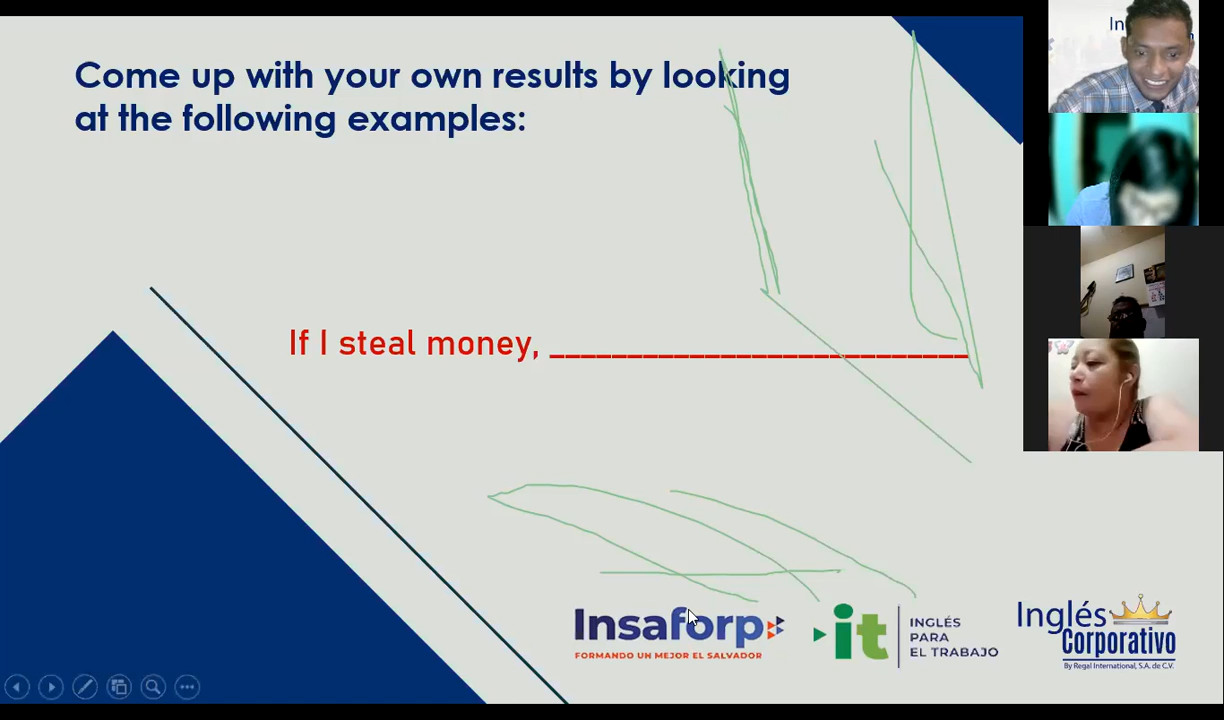 Come up with your own results by looking
at the following examples:
If I steal money, ___________________________
Insaforp
FORMANDO UN MEJOR EL SALVADOR
it
INGLÉS
PARA
EL TRABAJO
Inglés
Corporativo
By Regal International, S.A. de C.V.